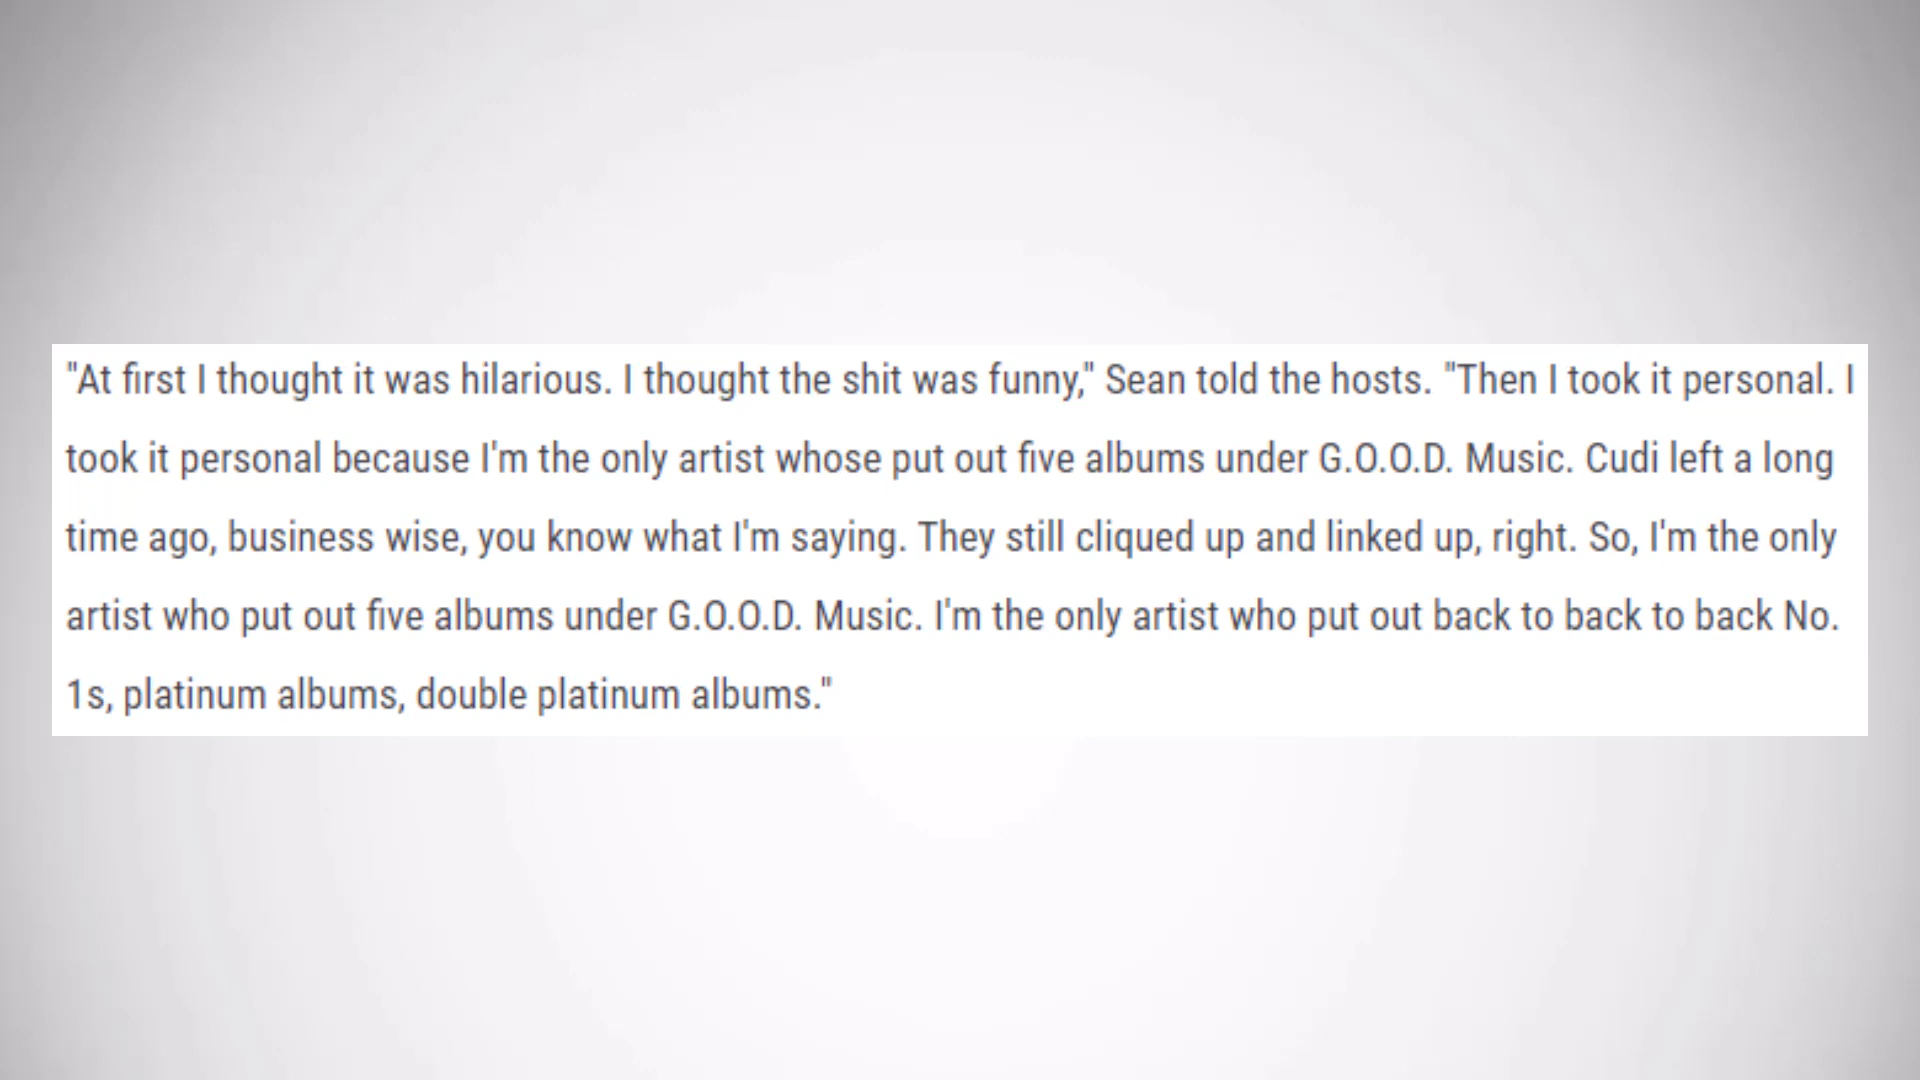 "At first I thought it was hilarious. I thought the shit was funny," Sean told the hosts. "Then I took it personal. I
took it personal because I'm the only artist whose put out five albums under G.O.O.D. Music. Cudi left a long
time ago, business wise, you know what I'm saying. They still cliqued up and linked up, right. So, I'm the only
artist who put out five albums under G.O.O.D. Music. I'm the only artist who put out back to back to back No.
1s, platinum albums, double platinum albums."